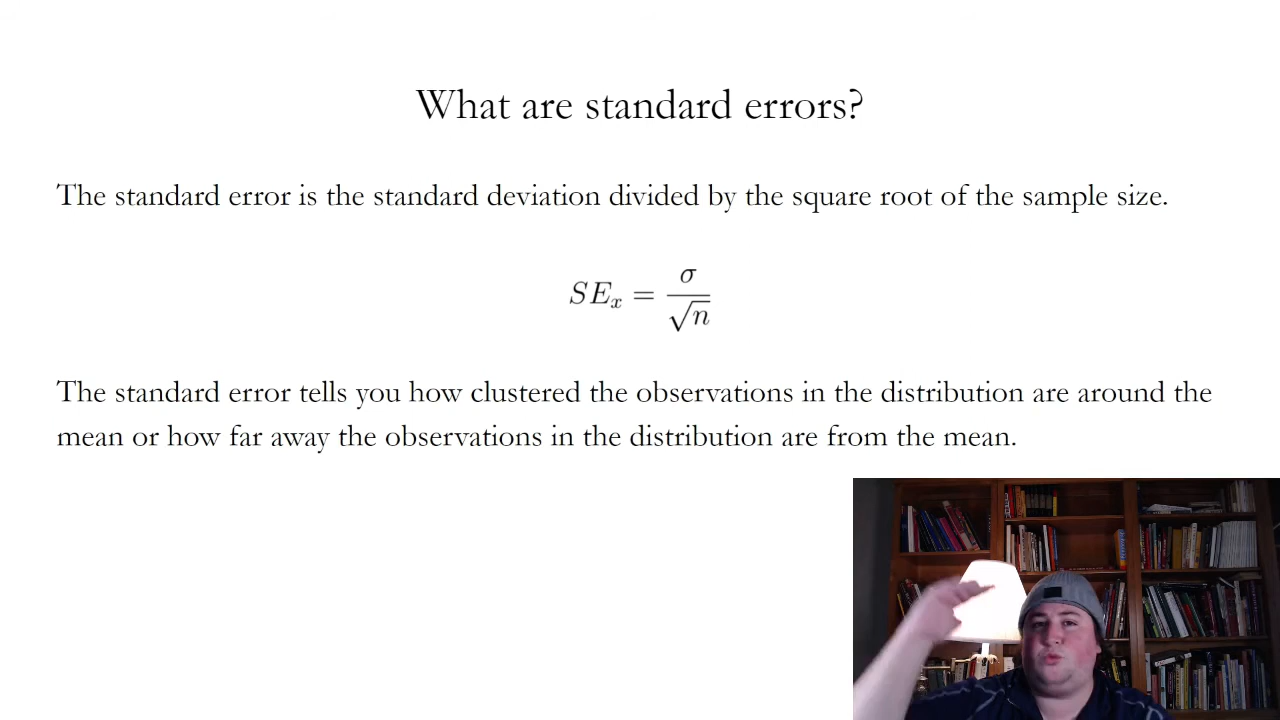 What are standard errors?
The standard error is the standard deviation divided by the square root of the sample size.
SEₓ = σ / √n
The standard error tells you how clustered the observations in the distribution are around the
mean or how far away the observations in the distribution are from the mean.